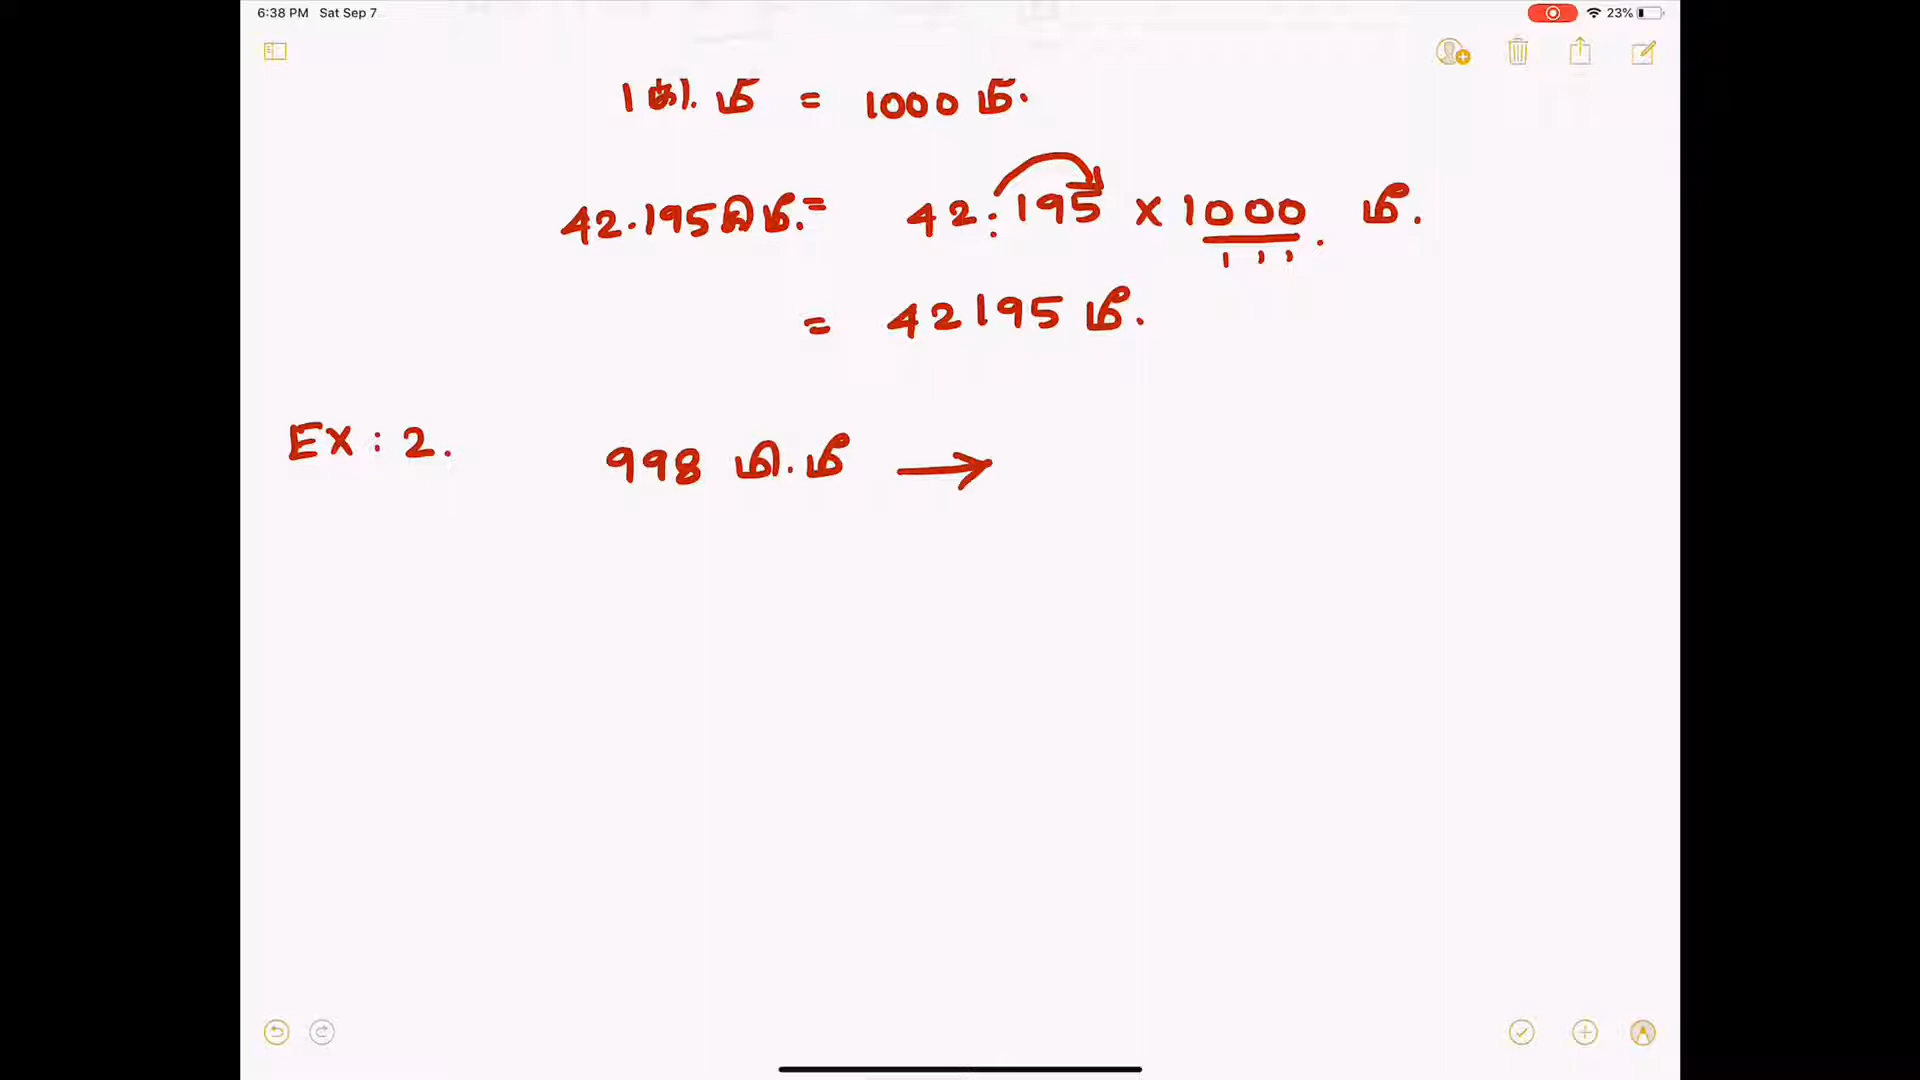 6:38 PM Sat Sep 7 23%
1 கி. மீ = 1000 மீ.
42.195 கி மீ. = 42.195 x 1000 மீ.
= 42195 மீ.
EX : 2. 998 மி. மீ →